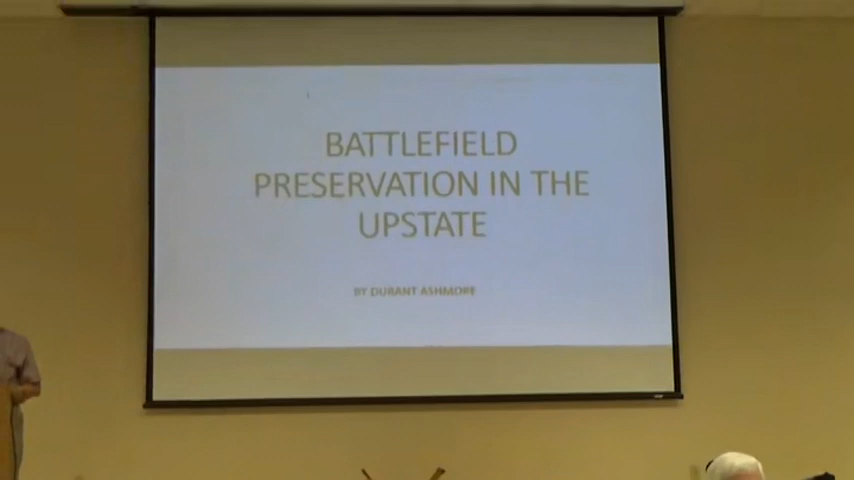 BATTLEFIELD
PRESERVATION IN THE
UPSTATE
BY DURANT ASHMORE